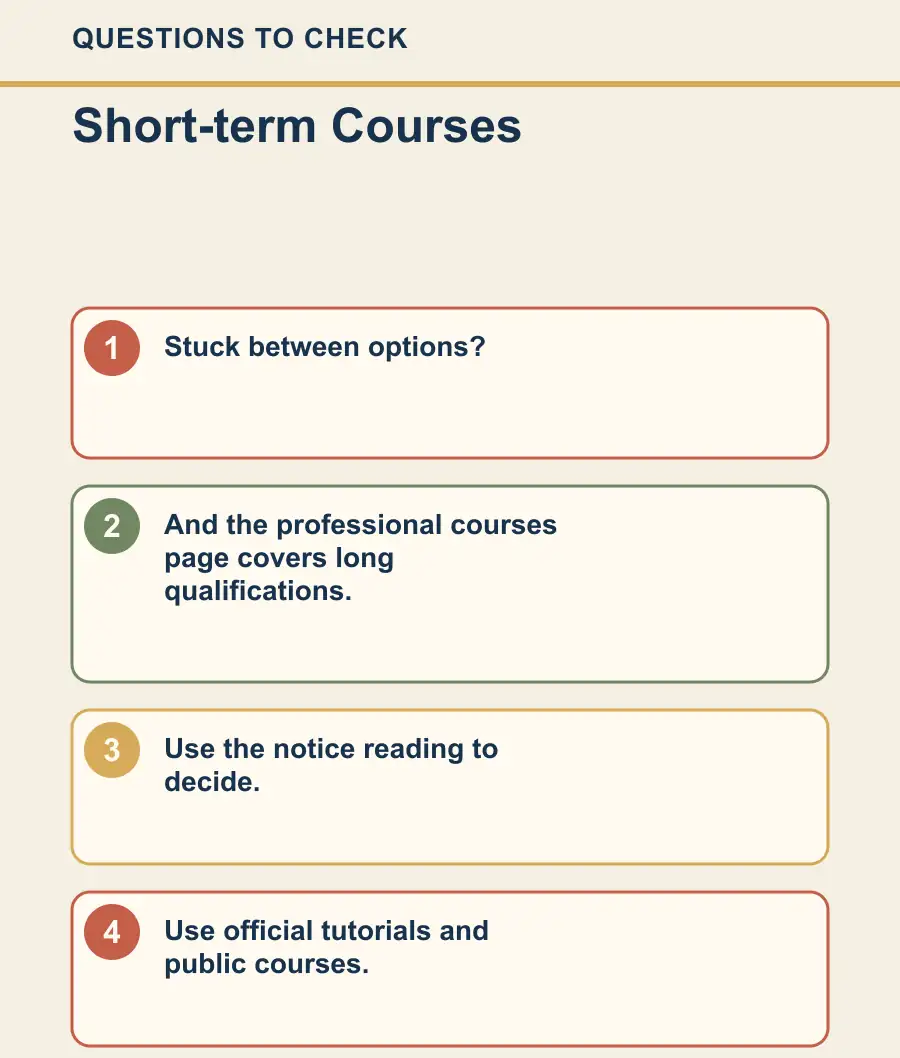 QUESTIONS TO CHECK
Short-term Courses
1
Stuck between options?
2
And the professional courses
page covers long
qualifications.
3
Use the notice reading to
decide.
4
Use official tutorials and
public courses.